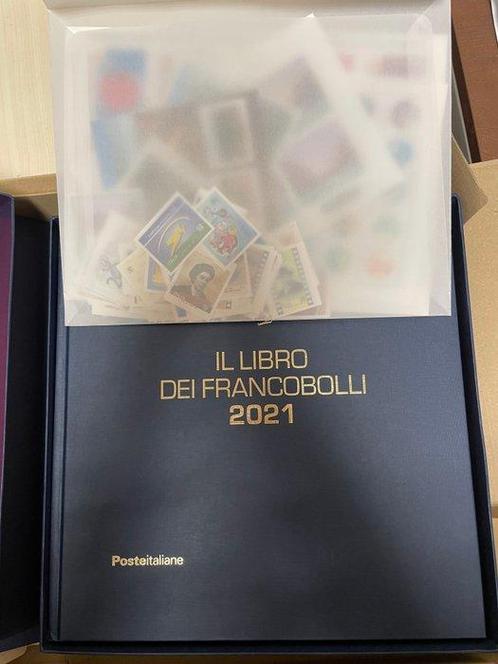 IL LIBRO
DEI FRANCOBOLLI
2021
Posteitaliane